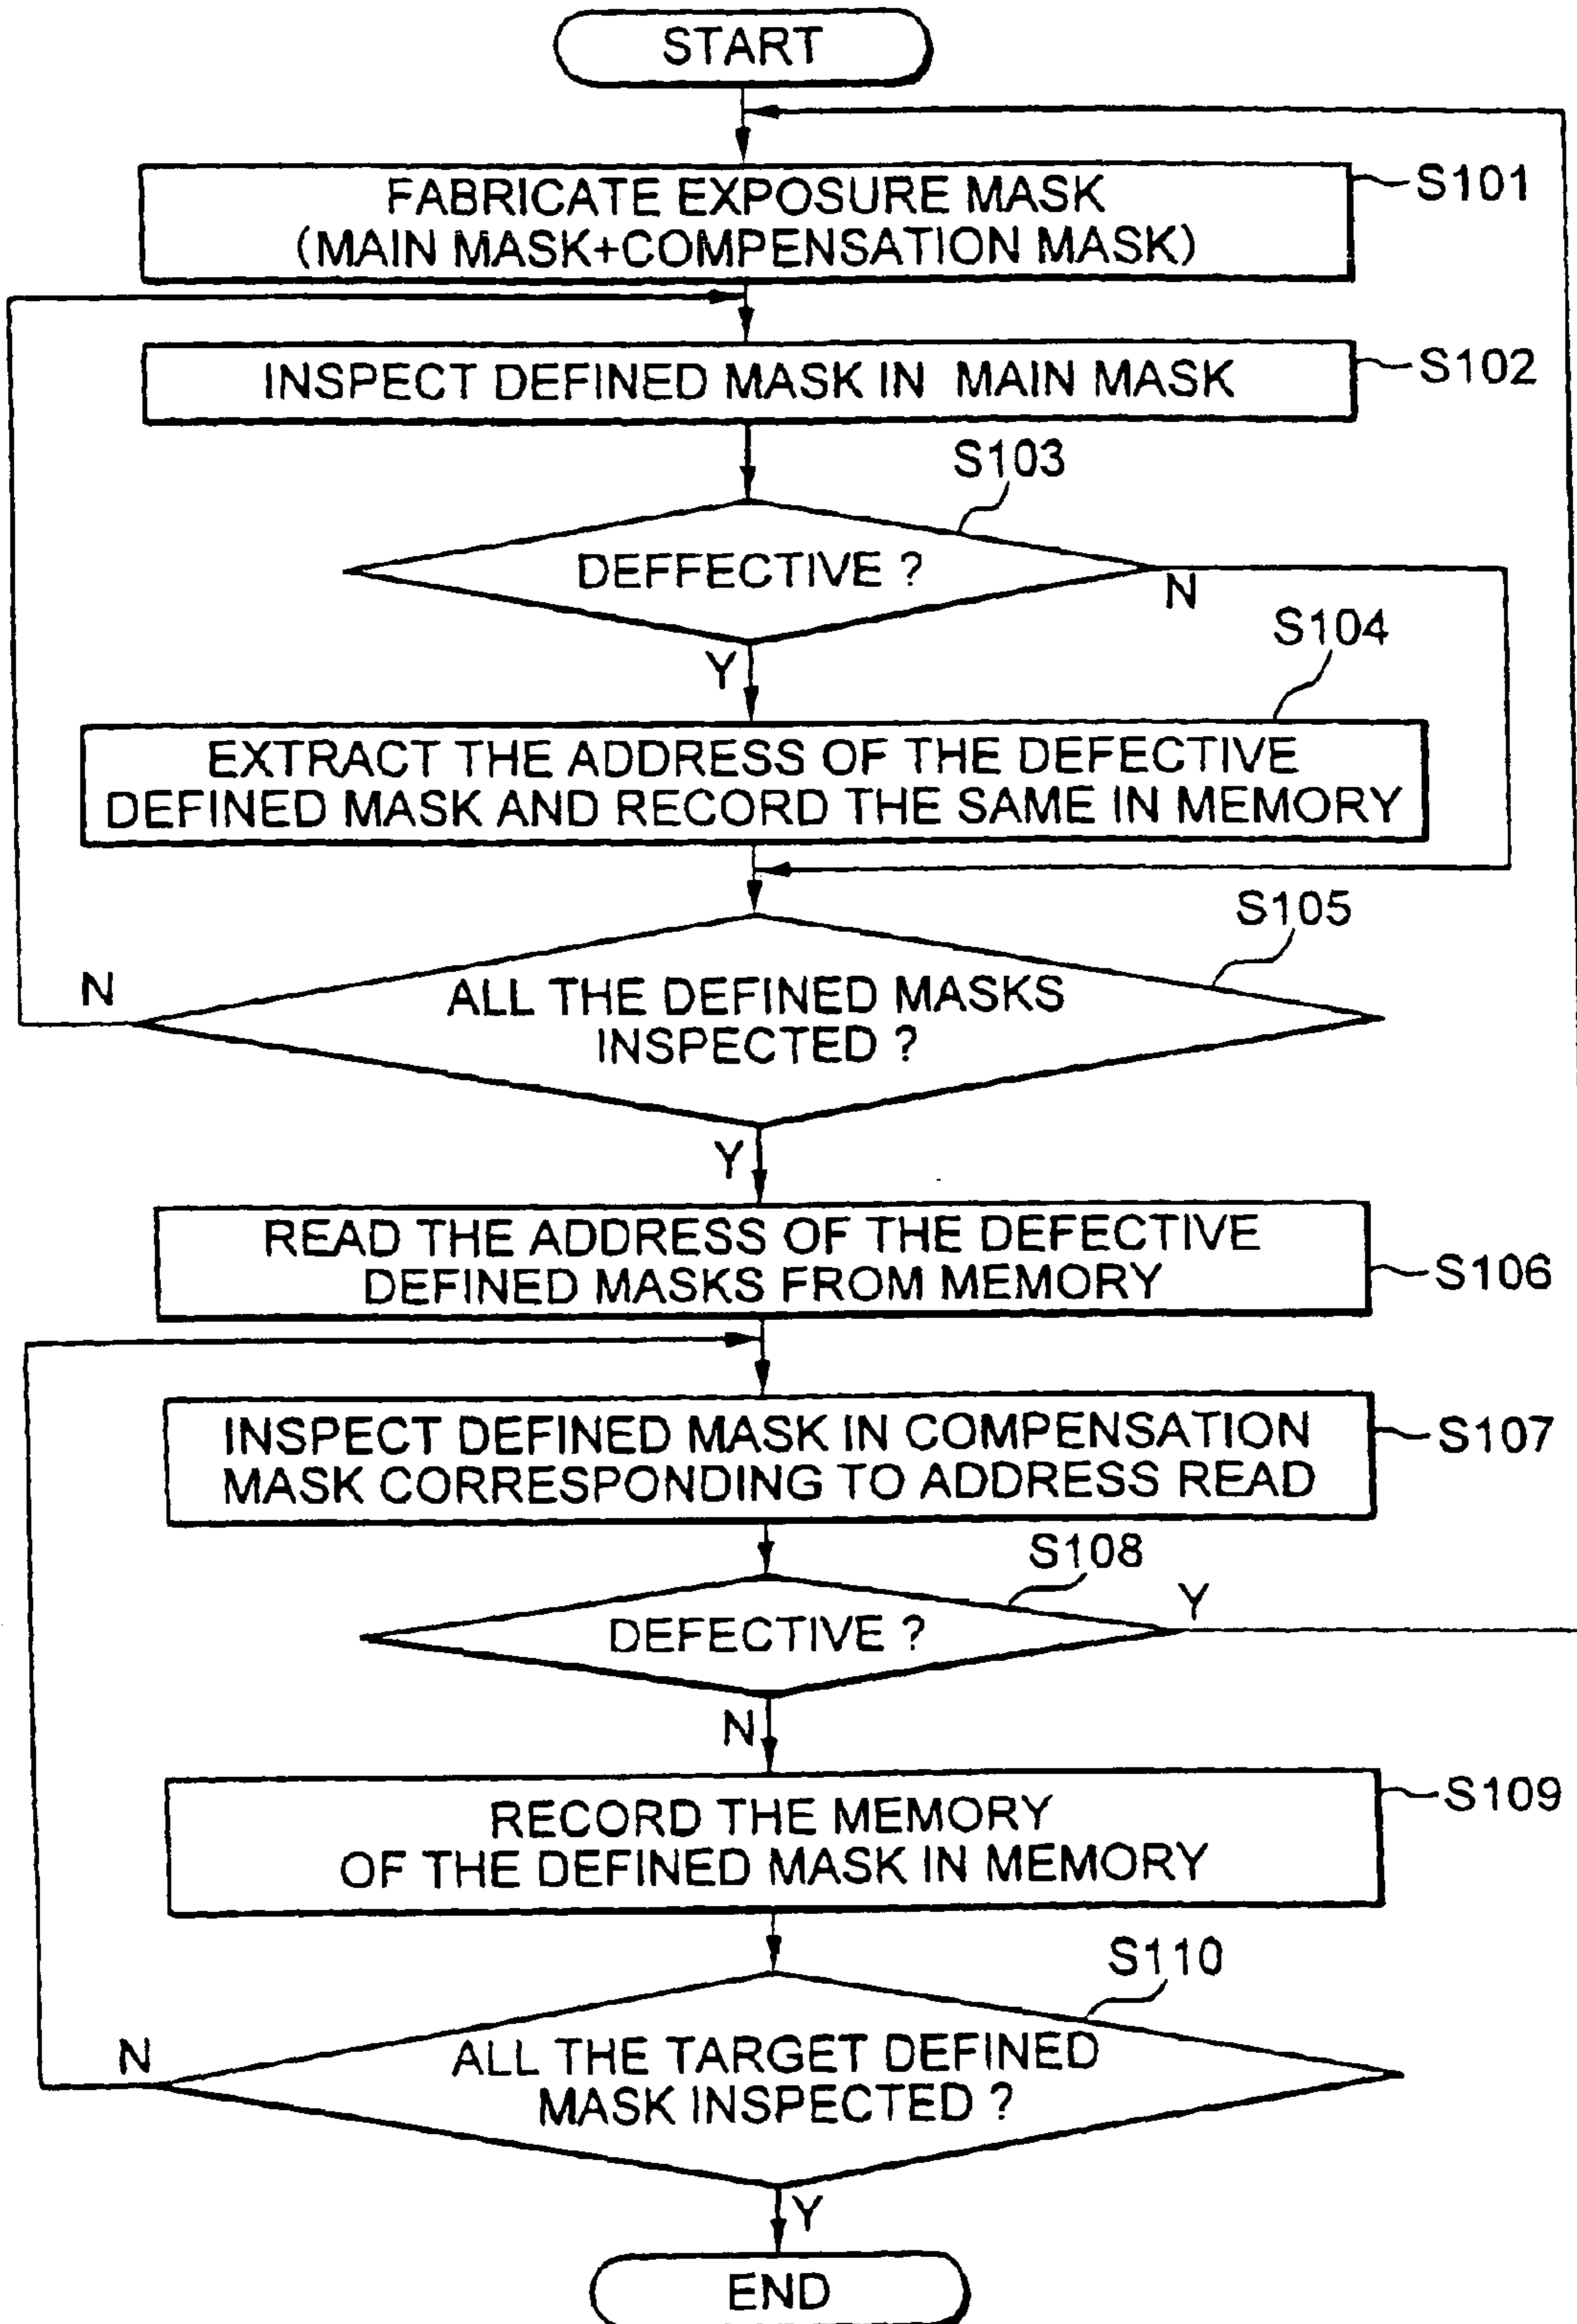 START
FABRICATE EXPOSURE MASK
(MAIN MASK+COMPENSATION MASK)
S101
INSPECT DEFINED MASK IN MAIN MASK
S102
S103
DEFFECTIVE ?
N
Y
S104
EXTRACT THE ADDRESS OF THE DEFECTIVE
DEFINED MASK AND RECORD THE SAME IN MEMORY
S105
N
ALL THE DEFINED MASKS
INSPECTED ?
Y
READ THE ADDRESS OF THE DEFECTIVE
DEFINED MASKS FROM MEMORY
S106
INSPECT DEFINED MASK IN COMPENSATION
MASK CORRESPONDING TO ADDRESS READ
S107
S108
Y
DEFECTIVE ?
N
RECORD THE MEMORY
OF THE DEFINED MASK IN MEMORY
S109
S110
N
ALL THE TARGET DEFINED
MASK INSPECTED ?
Y
END